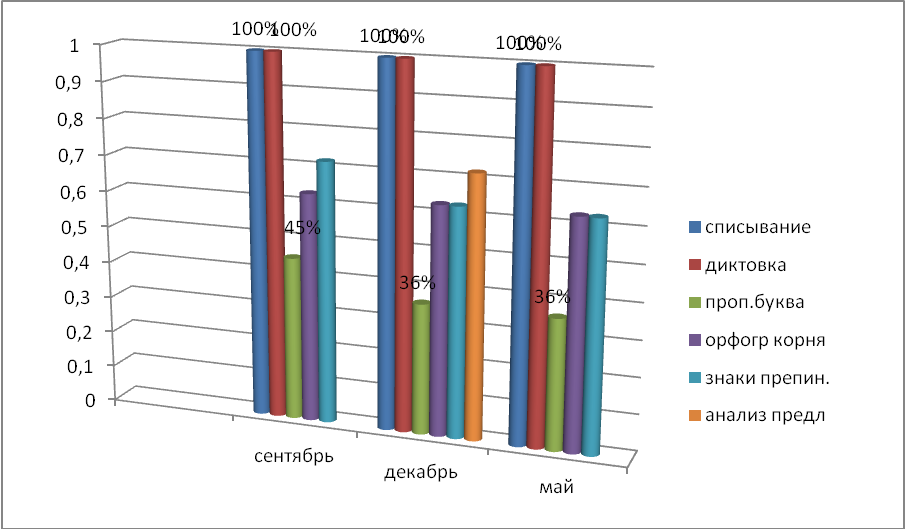 100% 100% 100% 100% 100% 100%
1
0,9
0,8
0,7
0,6
0,5
0,4
0,3
0,2
0,1
0
45%
36%
36%
сентябрь
декабрь
май
списывание
диктовка
проп.буква
орфогр корня
знаки препин.
анализ предл